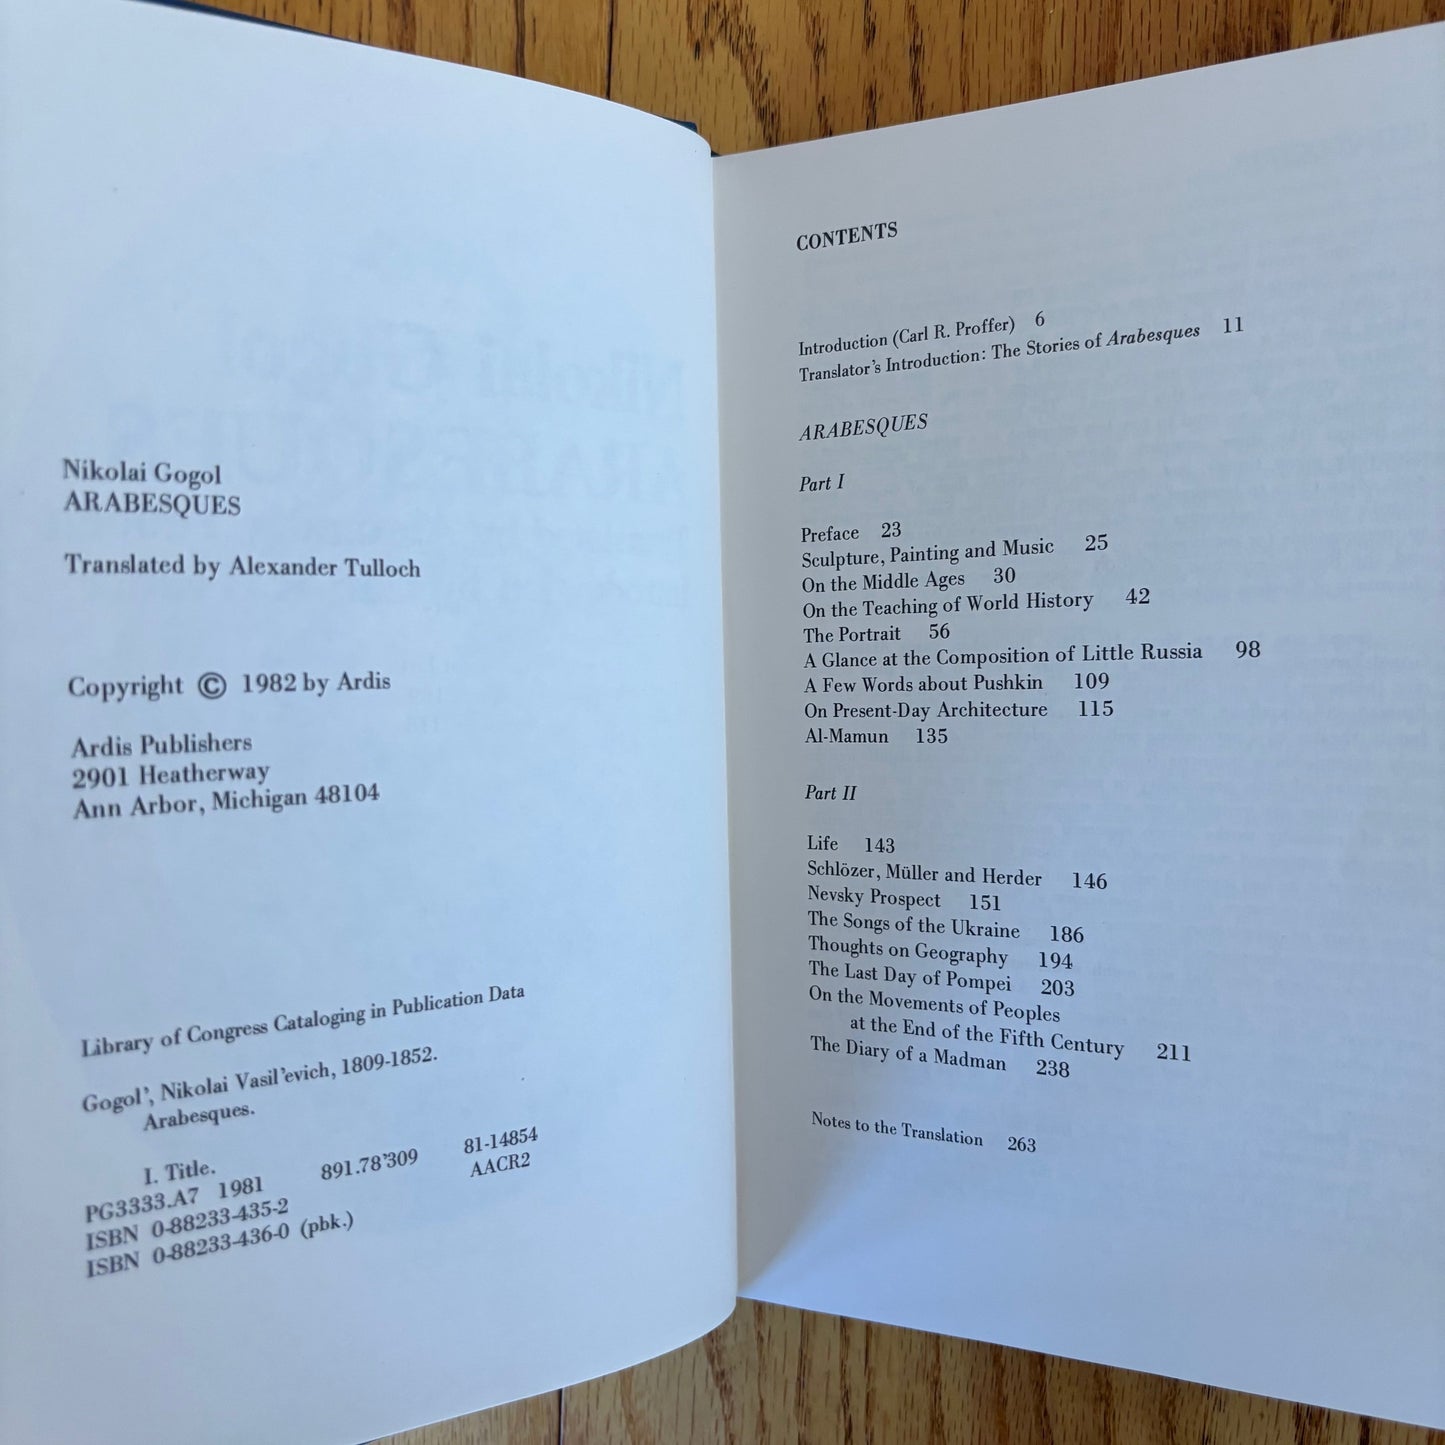 Nikolai Gogol
ARABESQUES
Translated by Alexander Tulloch
Copyright © 1982 by Ardis
Ardis Publishers
2901 Heatherway
Ann Arbor, Michigan 48104
Library of Congress Cataloging in Publication Data
Gogol', Nikolai Vasil'evich, 1809-1852.
Arabesques.
I. Title.
PG3333.A7 1981 891.78'309 81-14854
AACR2
ISBN 0-88233-435-2
ISBN 0-88233-436-0 (pbk.)
CONTENTS
Introduction (Carl R. Proffer) 6
Translator's Introduction: The Stories of Arabesques 11
ARABESQUES
Part I
Preface 23
Sculpture, Painting and Music 25
On the Middle Ages 30
On the Teaching of World History 42
The Portrait 56
A Glance at the Composition of Little Russia 98
A Few Words about Pushkin 109
On Present-Day Architecture 115
Al-Mamun 135
Part II
Life 143
Schlözer, Müller and Herder 146
Nevsky Prospect 151
The Songs of the Ukraine 186
Thoughts on Geography 194
The Last Day of Pompei 203
On the Movements of Peoples
at the End of the Fifth Century 211
The Diary of a Madman 238
Notes to the Translation 263